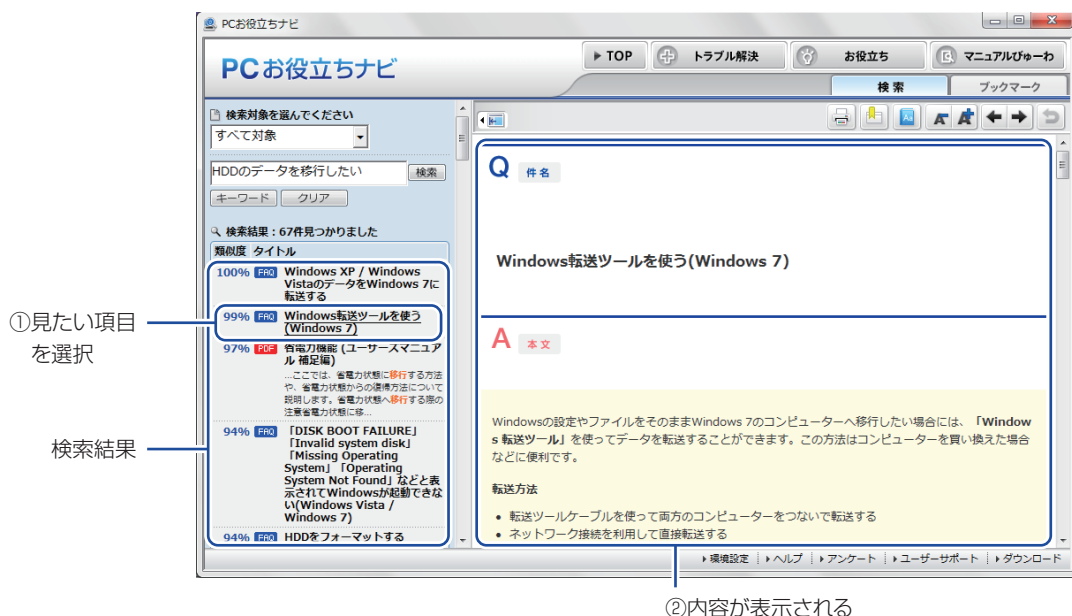 PCお役立ちナビ
PCお役立ちナビ
TOP
トラブル解決
お役立ち
マニュアルびゅーわ
検索
ブックマーク
検索対象を選んでください
すべて対象
HDDのデータを移行したい
検索
キーワード
クリア
検索結果：67件見つかりました
類似度 タイトル
100% FAQ Windows XP / Windows
VistaのデータをWindows 7に
転送する
99% FAQ Windows転送ツールを使う
(Windows 7)
97% PDF 省電力機能 (ユーザーズマニュア
ル 補足編)
...ここでは、省電力状態に移行する方法
や、省電力状態からの復帰方法について
説明します。省電力状態へ移行する際の
注意省電力状態に移...
94% FAQ 「DISK BOOT FAILURE」
「Invalid system disk」
「Missing Operating
System」「Operating
System Not Found」などと表
示されてWindowsが起動できな
い(Windows Vista /
Windows 7)
94% FAQ HDDをフォーマットする
Q 件名
Windows転送ツールを使う(Windows 7)
A 本文
Windowsの設定やファイルをそのままWindows 7のコンピューターへ移行したい場合には、「Window
s 転送ツール」を使ってデータを転送することができます。この方法はコンピューターを買い換えた場合
などに便利です。
転送方法
• 転送ツールケーブルを使って両方のコンピューターをつないで転送する
• ネットワーク接続を利用して直接転送する
環境設定
ヘルプ
アンケート
ユーザーサポート
ダウンロード
①見たい項目
を選択
検索結果
②内容が表示される